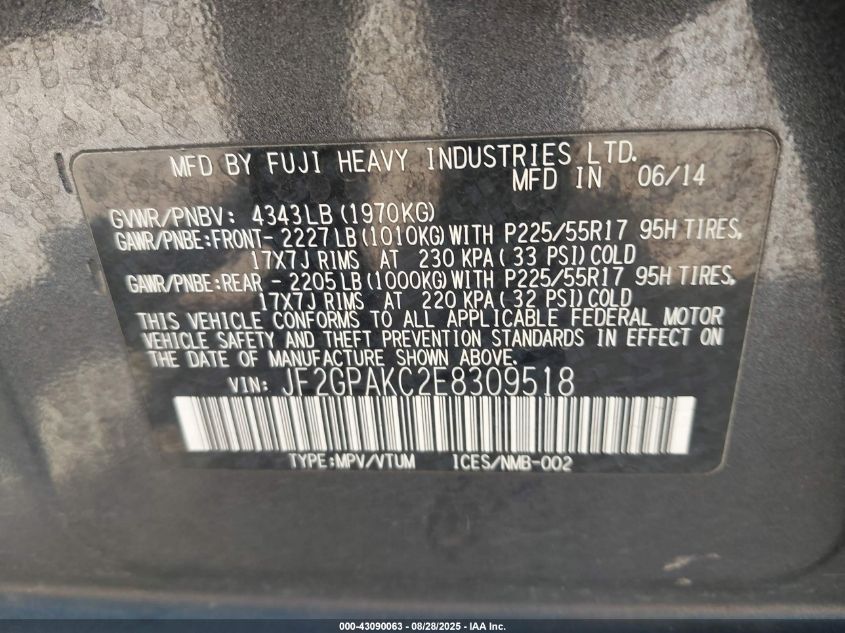 MFD BY FUJI HEAVY INDUSTRIES LTD.
MFD IN 06/14
GVWR/PNBV: 4343LB (1970KG)
GAWR/PNBE:FRONT- 2227LB (1010KG) WITH P225/55R17 95H TIRES,
17X7J RIMS AT 230 KPA ( 33 PSI) COLD
GAWR/PNBE:REAR - 2205LB (1000KG) WITH P225/55R17 95H TIRES,
17X7J RIMS AT 220 KPA ( 32 PSI) COLD
THIS VEHICLE CONFORMS TO ALL APPLICABLE FEDERAL MOTOR
VEHICLE SAFETY AND THEFT PREVENTION STANDARDS IN EFFECT ON
THE DATE OF MANUFACTURE SHOWN ABOVE.
VIN: JF2GPAKC2E8309518
TYPE:MPV/VTUM ICES/NMB-002
000-43090063 - 08/28/2025 - IAA Inc.